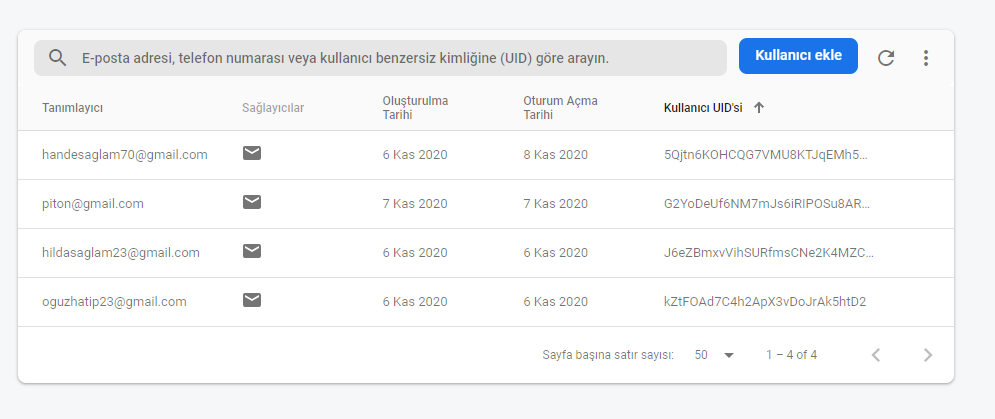 E-posta adresi, telefon numarası veya kullanıcı benzersiz kimliğine (UID) göre arayın.
Kullanıcı ekle
Tanımlayıcı Sağlayıcılar Oluşturulma Tarihi Oturum Açma Tarihi Kullanıcı UID'si
handesaglam70@gmail.com 6 Kas 2020 8 Kas 2020 5Qjtn6KOHCQG7VMU8KTJqEMh5...
piton@gmail.com 7 Kas 2020 7 Kas 2020 G2YoDeUf6NM7mJs6iRIPOSu8AR...
hildasaglam23@gmail.com 6 Kas 2020 6 Kas 2020 J6eZBmxvVihSURfmsCNe2K4MZC...
oguzhatip23@gmail.com 6 Kas 2020 6 Kas 2020 kZtFOAd7C4h2ApX3vDoJrAk5htD2
Sayfa başına satır sayısı: 50 1 – 4 of 4